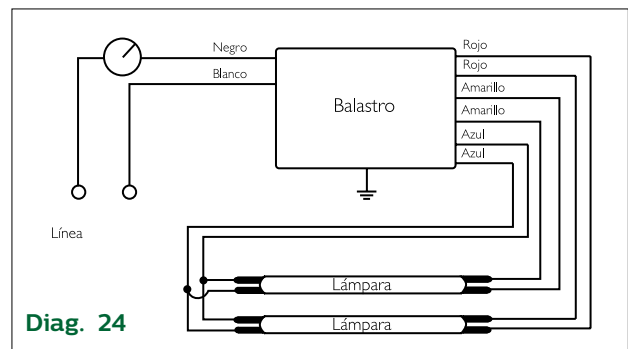 Negro
Blanco
Balastro
Rojo
Rojo
Amarillo
Amarillo
Azul
Azul
Línea
Lámpara
Lámpara
Diag. 24